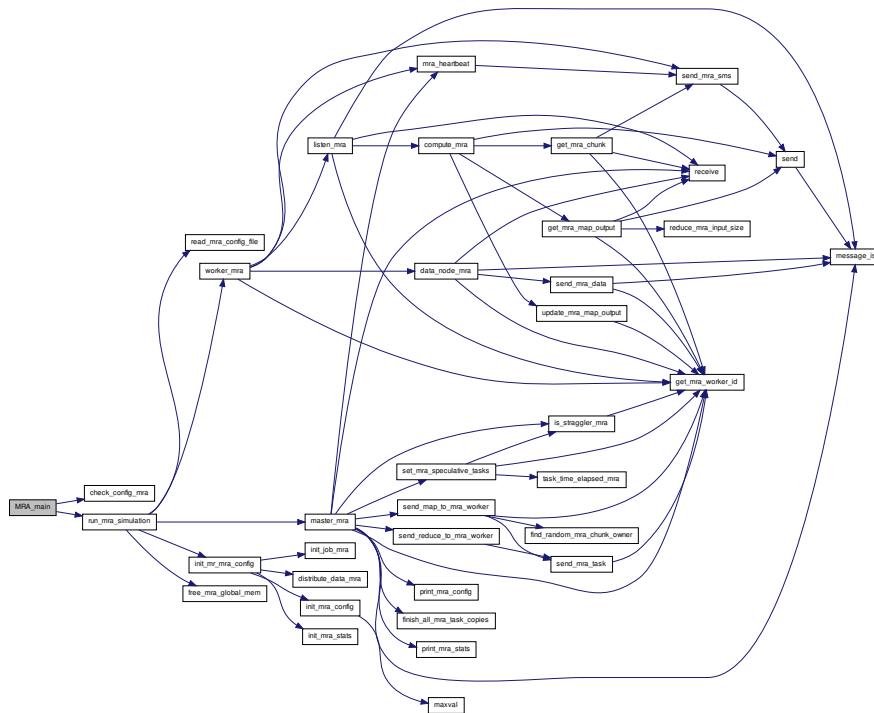 mra_heartbeat
send_mra_sms
listen_mra
compute_mra
get_mra_chunk
send
receive
get_mra_map_output
reduce_mra_input_size
read_mra_config_file
message_is
worker_mra
data_node_mra
send_mra_data
update_mra_map_output
get_mra_worker_id
is_straggler_mra
set_mra_speculative_tasks
task_time_elapsed_mra
check_config_mra
MRA_main
run_mra_simulation
master_mra
send_map_to_mra_worker
find_random_mra_chunk_owner
send_reduce_to_mra_worker
send_mra_task
init_job_mra
init_mr_mra_config
distribute_data_mra
free_mra_global_mem
print_mra_config
init_mra_config
finish_all_mra_task_copies
init_mra_stats
print_mra_stats
maxval